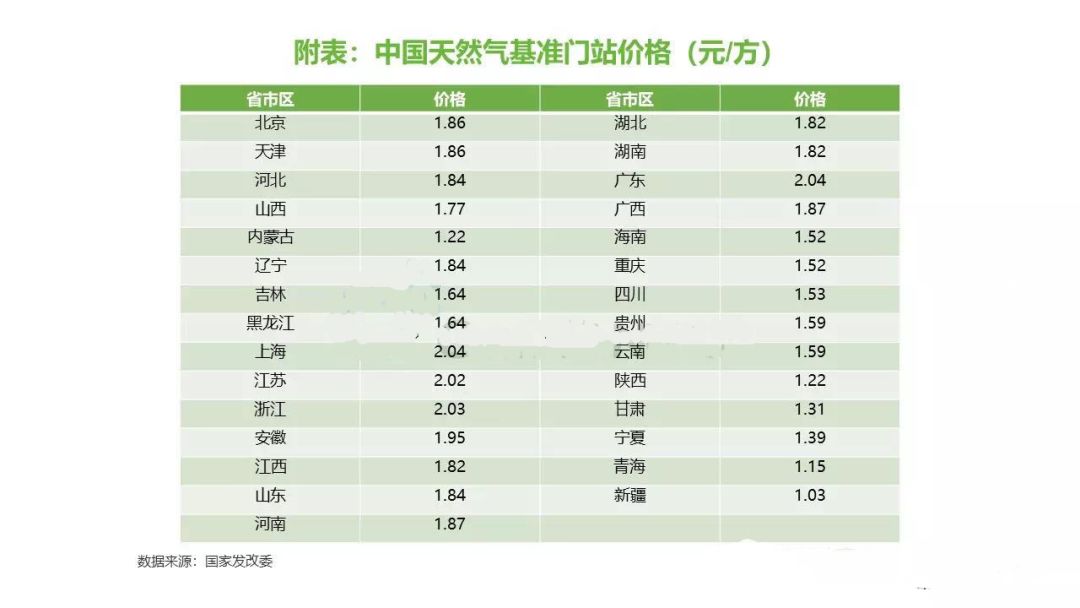 附表：中国天然气基准门站价格（元/方）
省市区 价格 省市区 价格
北京 1.86 湖北 1.82
天津 1.86 湖南 1.82
河北 1.84 广东 2.04
山西 1.77 广西 1.87
内蒙古 1.22 海南 1.52
辽宁 1.84 重庆 1.52
吉林 1.64 四川 1.53
黑龙江 1.64 贵州 1.59
上海 2.04 云南 1.59
江苏 2.02 陕西 1.22
浙江 2.03 甘肃 1.31
安徽 1.95 宁夏 1.39
江西 1.82 青海 1.15
山东 1.84 新疆 1.03
河南 1.87
数据来源：国家发改委